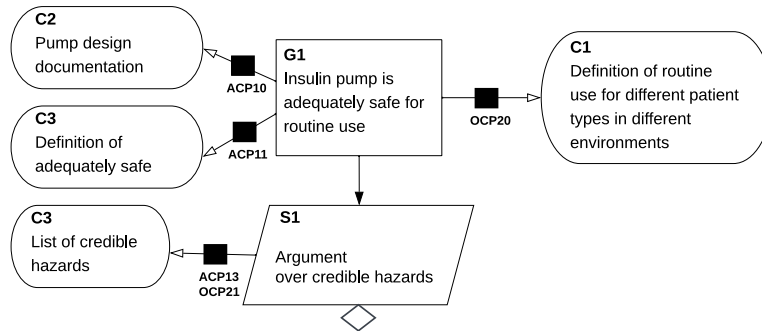 C2
Pump design
documentation
ACP10
G1
Insulin pump is
adequately safe for
routine use
OCP20
C1
Definition of routine
use for different patient
types in different
environments
C3
Definition of
adequately safe
ACP11
C3
List of credible
hazards
ACP13
OCP21
S1
Argument
over credible hazards